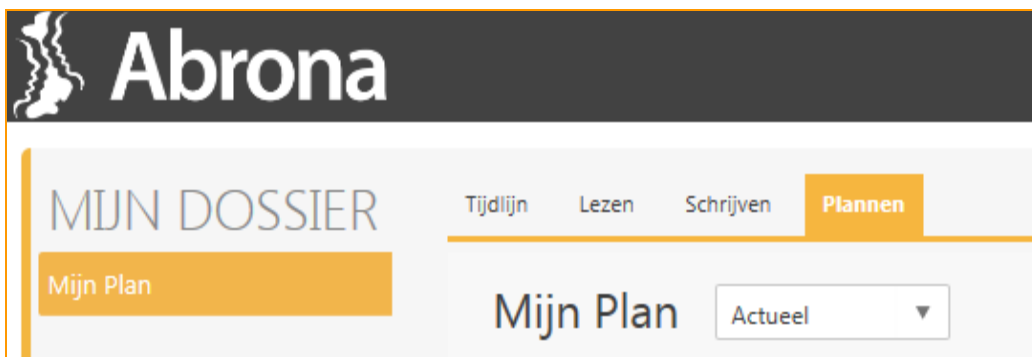 Abrona
MIJN DOSSIER
Tijdlijn Lezen Schrijven Plannen
Mijn Plan
Mijn Plan Actueel